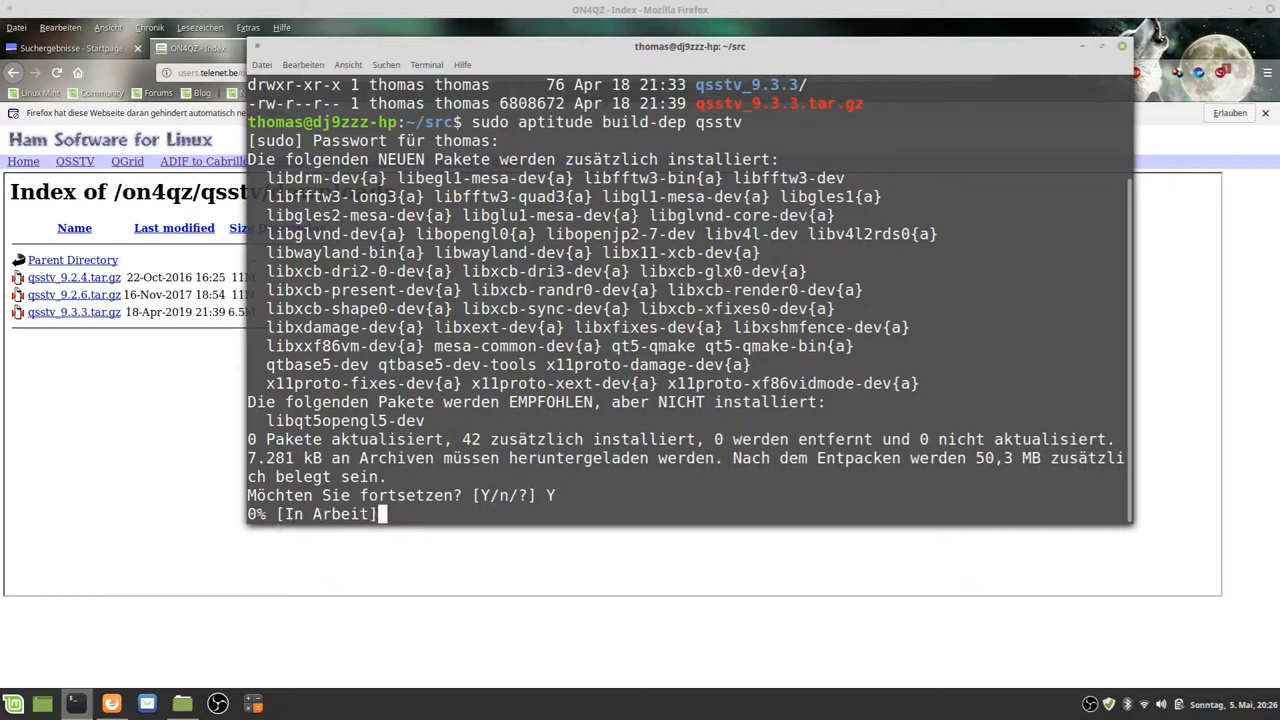 ON4QZ - Mozilla Firefox
Datei Bearbeiten Ansicht Chronik Lesezeichen Extras Hilfe
Suchergebnisse - Startpage
ON4QZ - Index
users.telenet.be/o
Linux Mint Community Forums Blog
Firefox hat diese Website daran gehindert automatisch n
Erlauben
Ham Software for Linux
Home QSSTV QGrid ADIF to Cabrillo
Index of /on4qz/qsstv/downloads
Name Last modified Size
Parent Directory
qsstv_9.2.4.tar.gz 22-Oct-2016 16:25 11M
qsstv_9.2.6.tar.gz 16-Nov-2017 18:54 11M
qsstv_9.3.3.tar.gz 18-Apr-2019 21:39 6.5M
thomas@dj9zzz-hp: ~/src
Datei Bearbeiten Ansicht Suchen Terminal Hilfe
drwxr-xr-x 1 thomas thomas 76 Apr 18 21:33 qsstv_9.3.3/
-rw-r--r-- 1 thomas thomas 6808672 Apr 18 21:39 qsstv_9.3.3.tar.gz
thomas@dj9zzz-hp:~/src$ sudo aptitude build-dep qsstv
[sudo] Passwort für thomas:
Die folgenden NEUEN Pakete werden zusätzlich installiert:
libdrm-dev{a} libegl1-mesa-dev{a} libfftw3-bin{a} libfftw3-dev
libfftw3-long3{a} libfftw3-quad3{a} libgl1-mesa-dev{a} libgles1{a}
libgles2-mesa-dev{a} libglu1-mesa-dev{a} libglvnd-core-dev{a}
libglvnd-dev{a} libopengl0{a} libopenjp2-7-dev libv4l-dev libv4l2rds0{a}
libwayland-bin{a} libwayland-dev{a} libx11-xcb-dev{a}
libxcb-dri2-0-dev{a} libxcb-dri3-dev{a} libxcb-glx0-dev{a}
libxcb-present-dev{a} libxcb-randr0-dev{a} libxcb-render0-dev{a}
libxcb-shape0-dev{a} libxcb-sync-dev{a} libxcb-xfixes0-dev{a}
libxdamage-dev{a} libxext-dev{a} libxfixes-dev{a} libxshmfence-dev{a}
libxxf86vm-dev{a} mesa-common-dev{a} qt5-qmake qt5-qmake-bin{a}
qtbase5-dev qtbase5-dev-tools x11proto-damage-dev{a}
x11proto-fixes-dev{a} x11proto-xext-dev{a} x11proto-xf86vidmode-dev{a}
Die folgenden Pakete werden EMPFOHLEN, aber NICHT installiert:
libqt5opengl5-dev
0 Pakete aktualisiert, 42 zusätzlich installiert, 0 werden entfernt und 0 nicht aktualisiert.
7.281 kB an Archiven müssen heruntergeladen werden. Nach dem Entpacken werden 50,3 MB zusätzli
ch belegt sein.
Möchten Sie fortsetzen? [Y/n/?] Y
0% [In Arbeit]
Sonntag, 5. Mai, 20:26